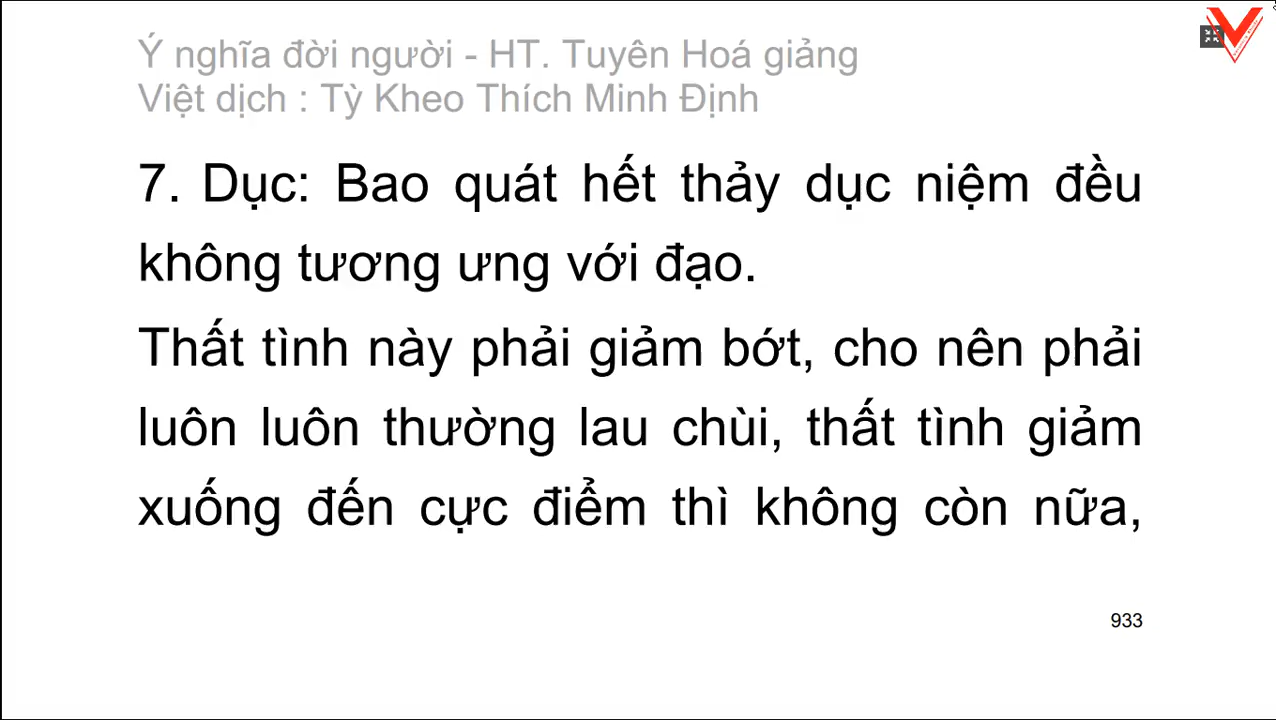 Ý nghĩa đời người - HT. Tuyên Hoá giảng
Việt dịch : Tỳ Kheo Thích Minh Định
7. Dục: Bao quát hết thảy dục niệm đều
không tương ưng với đạo.
Thất tình này phải giảm bớt, cho nên phải
luôn luôn thường lau chùi, thất tình giảm
xuống đến cực điểm thì không còn nữa,
933